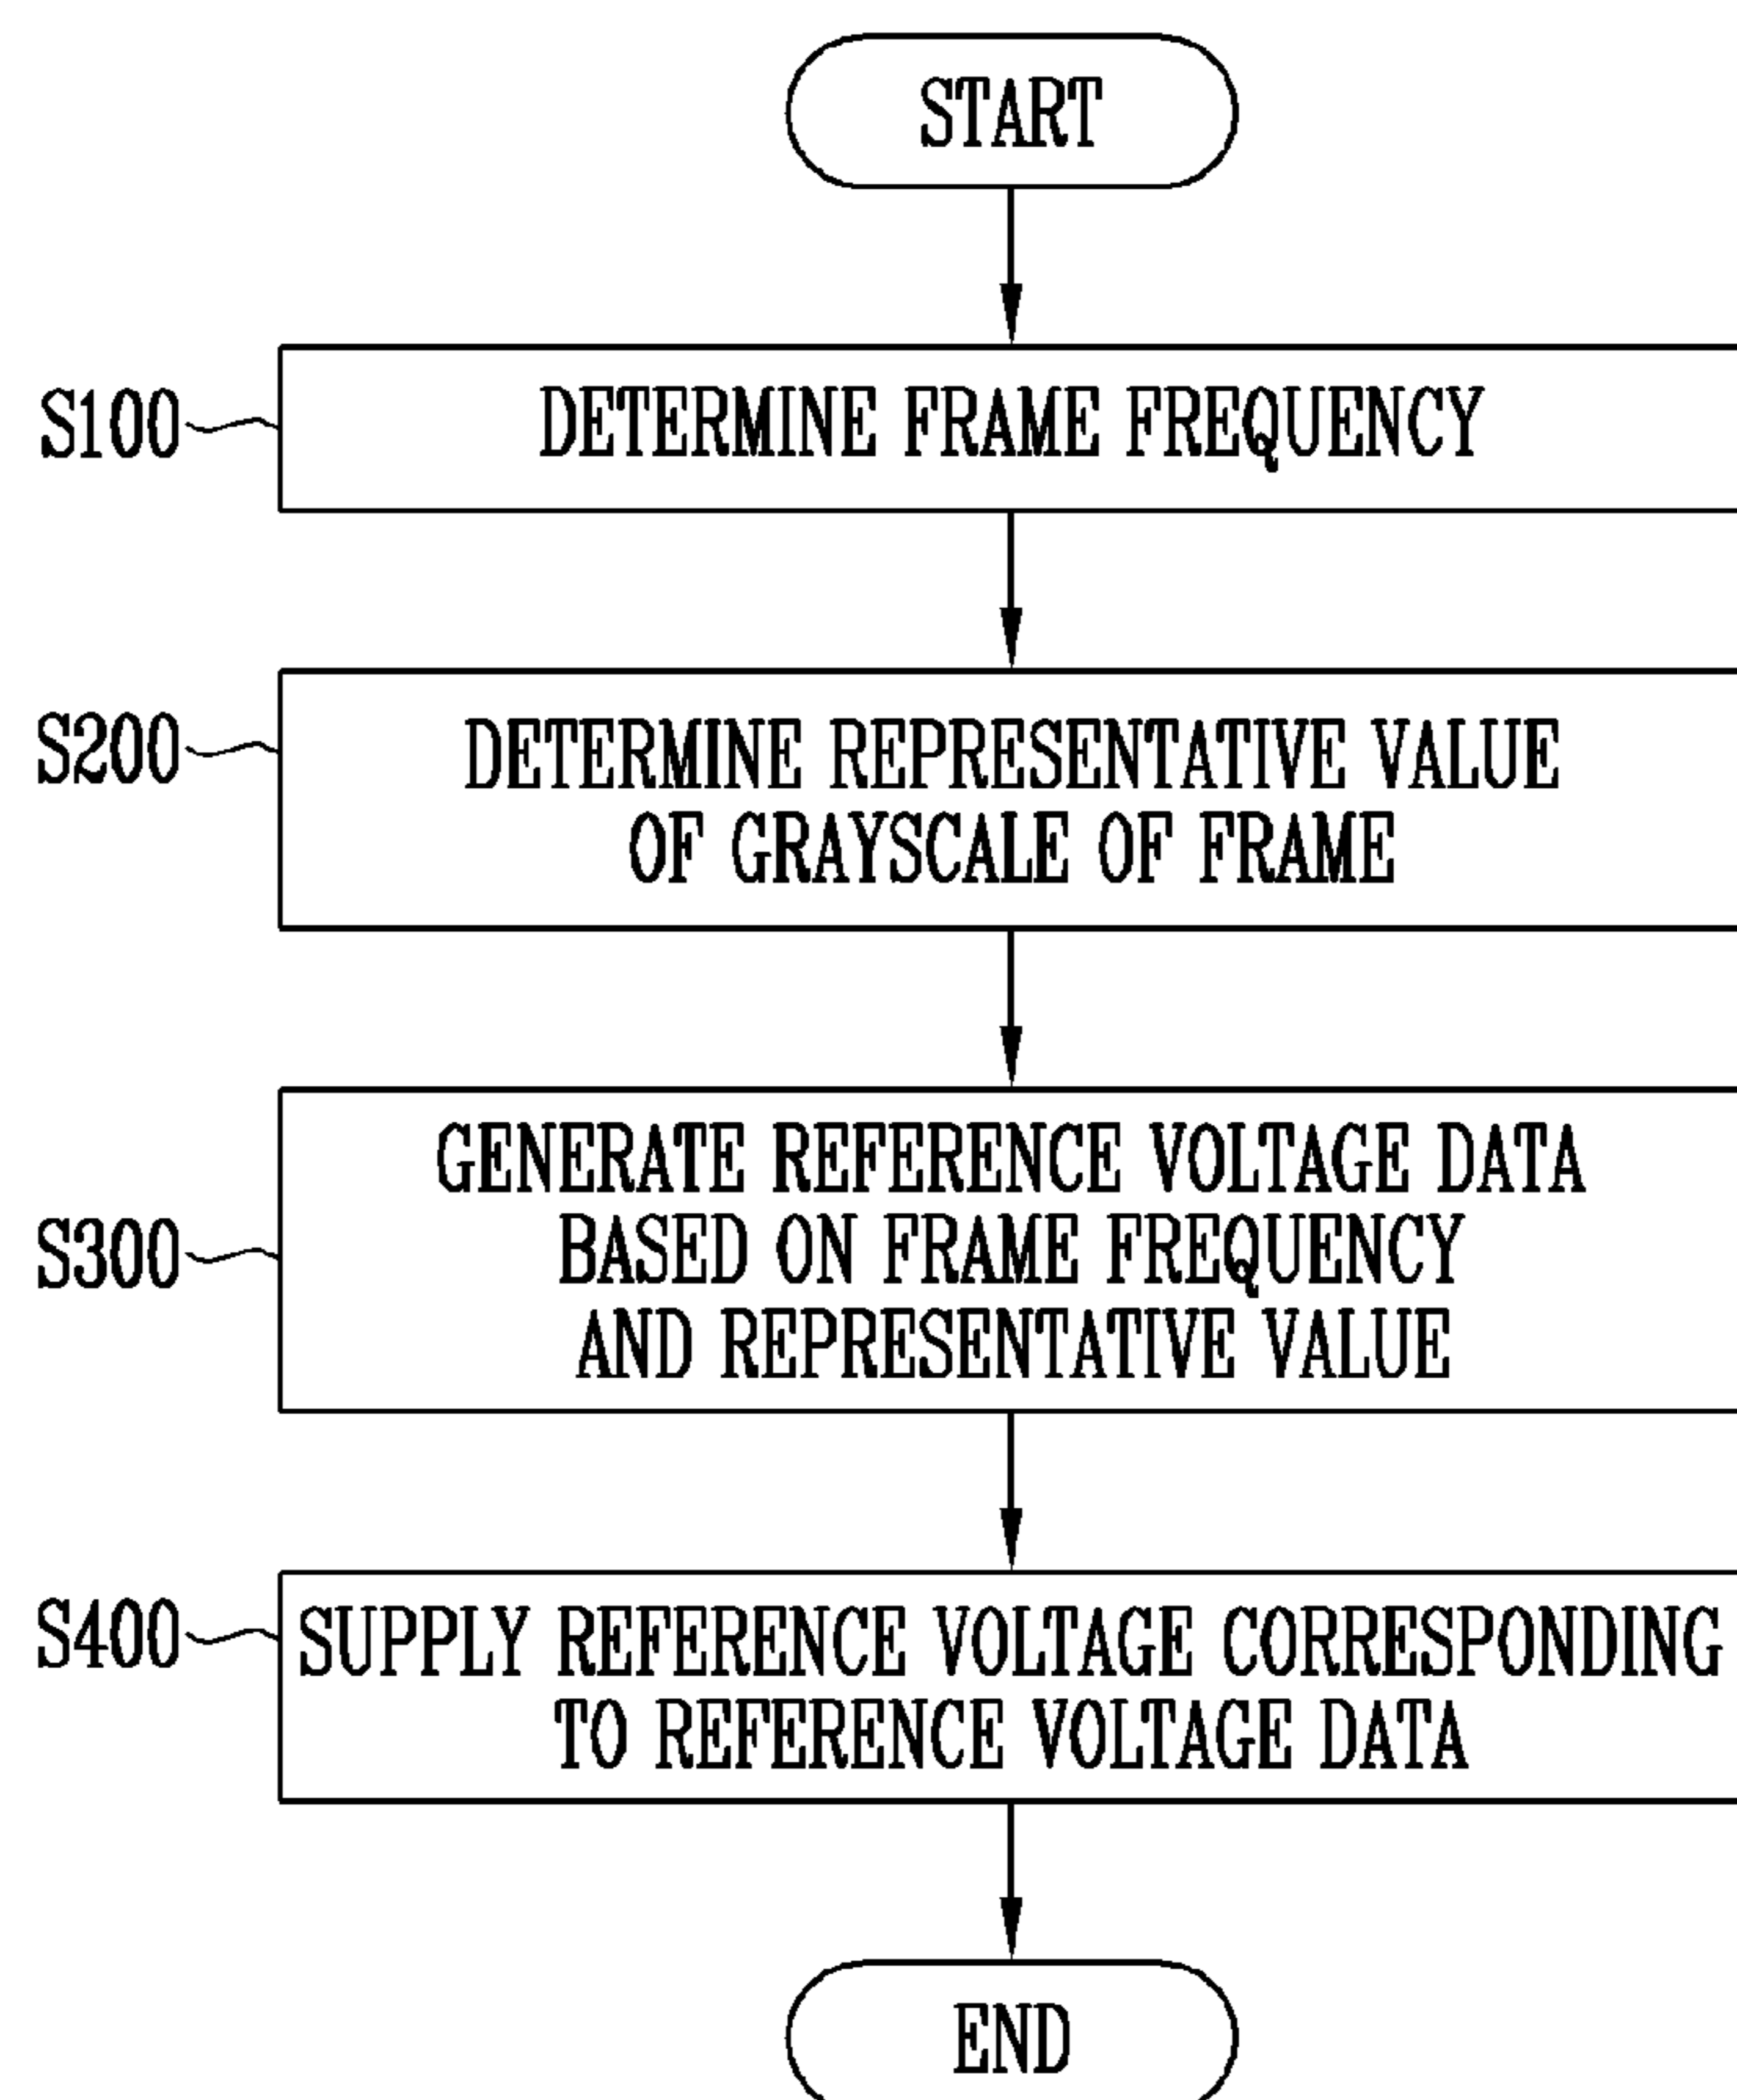 START
S100
DETERMINE FRAME FREQUENCY
S200
DETERMINE REPRESENTATIVE VALUE
OF GRAYSCALE OF FRAME
S300
GENERATE REFERENCE VOLTAGE DATA
BASED ON FRAME FREQUENCY
AND REPRESENTATIVE VALUE
S400
SUPPLY REFERENCE VOLTAGE CORRESPONDING
TO REFERENCE VOLTAGE DATA
END